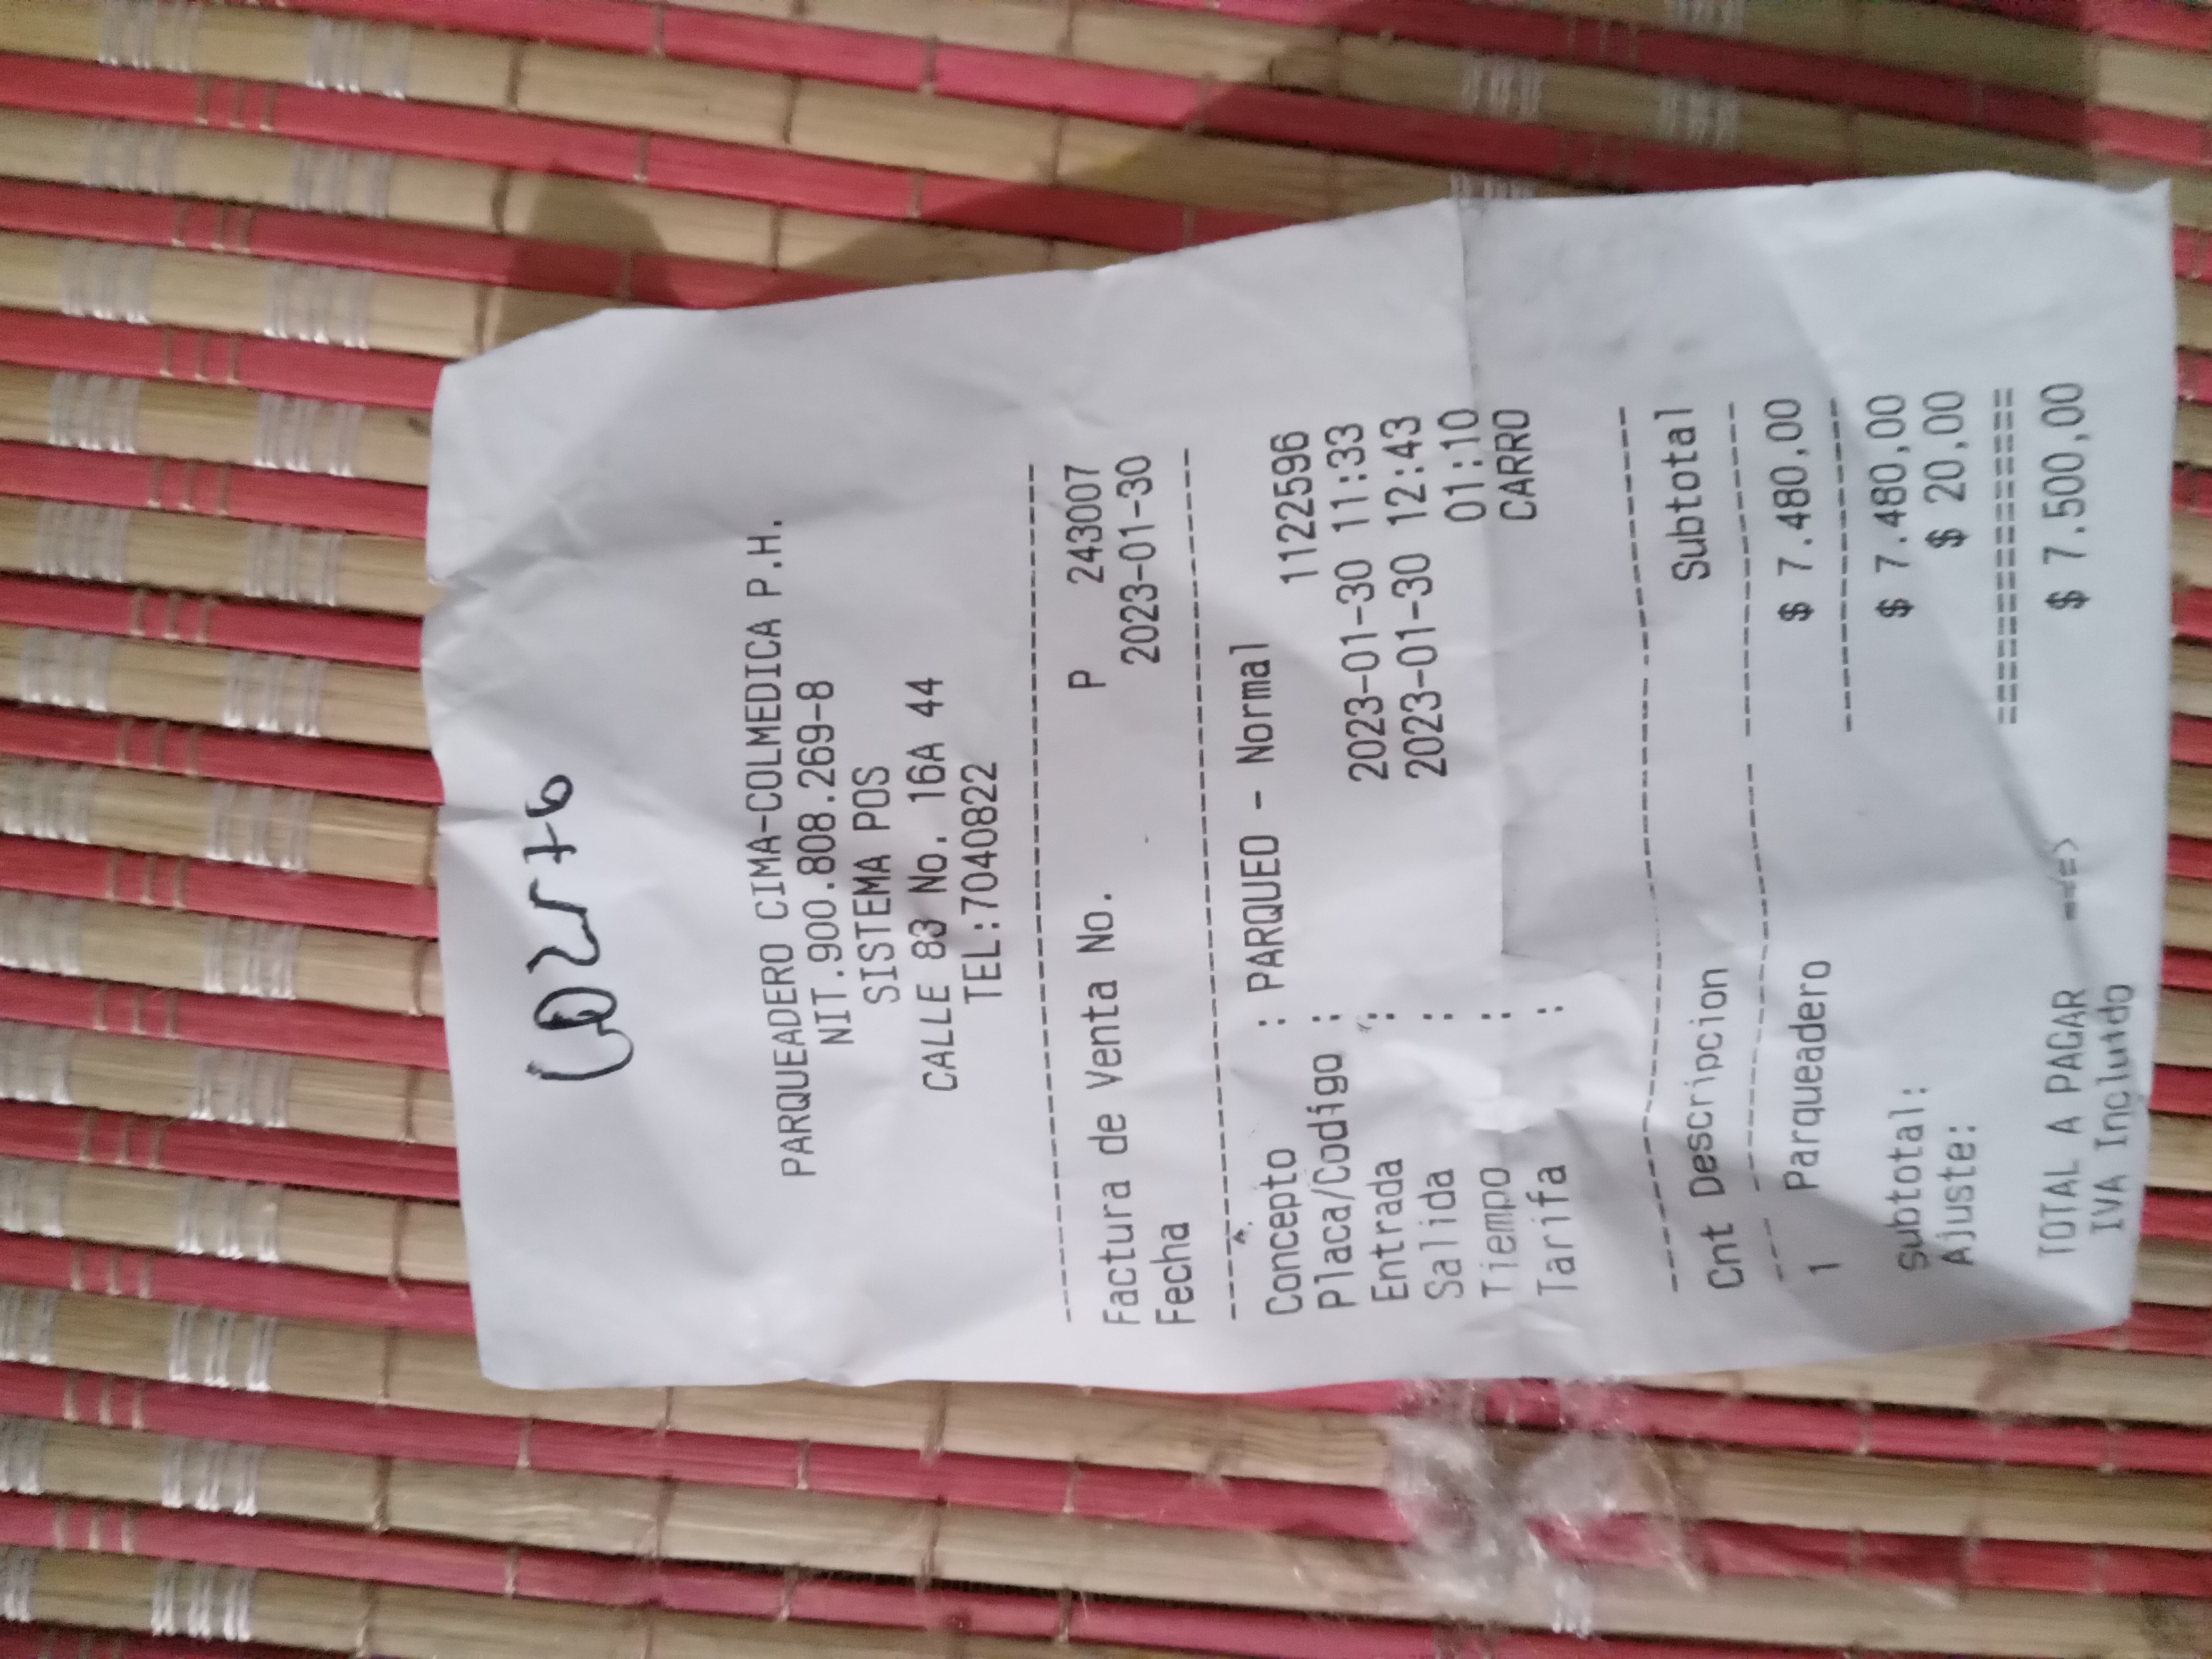 PARQUEADERO CIMA-COLMEDICA P.H.
NIT.900.808.269-8
SISTEMA POS
CALLE 83 No. 16A 44
TEL:7040822
Factura de Venta No. P 243007
Fecha 2023-01-30
Concepto : PARQUEO - Normal
Placa/Codigo : 1122596
Entrada : 2023-01-30 11:33
Salida : 2023-01-30 12:43
Tiempo : 01:10
Tarifa : CARRO
Cnt Descripcion Subtotal
1 Parqueadero $ 7.480,00
Subtotal: $ 7.480,00
Ajuste: $ 20,00
TOTAL A PAGAR ===> $ 7.500,00
IVA Incluido